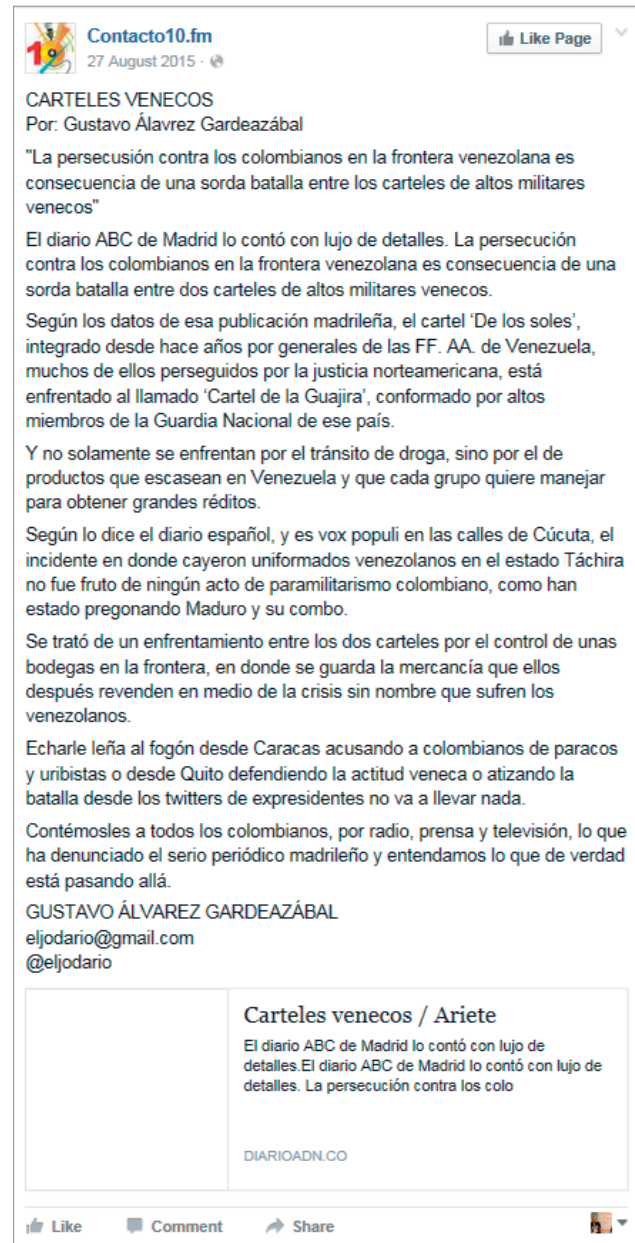 Contacto10.fm
Like Page
27 August 2015 ·
CARTELES VENECOS
Por: Gustavo Álavrez Gardeazábal
"La persecusión contra los colombianos en la frontera venezolana es
consecuencia de una sorda batalla entre los carteles de altos militares
venecos"
El diario ABC de Madrid lo contó con lujo de detalles. La persecución
contra los colombianos en la frontera venezolana es consecuencia de una
sorda batalla entre dos carteles de altos militares venecos.
Según los datos de esa publicación madrileña, el cartel ‘De los soles’,
integrado desde hace años por generales de las FF. AA. de Venezuela,
muchos de ellos perseguidos por la justicia norteamericana, está
enfrentado al llamado ‘Cartel de la Guajira’, conformado por altos
miembros de la Guardia Nacional de ese país.
Y no solamente se enfrentan por el tránsito de droga, sino por el de
productos que escasean en Venezuela y que cada grupo quiere manejar
para obtener grandes réditos.
Según lo dice el diario español, y es vox populi en las calles de Cúcuta, el
incidente en donde cayeron uniformados venezolanos en el estado Táchira
no fue fruto de ningún acto de paramilitarismo colombiano, como han
estado pregonando Maduro y su combo.
Se trató de un enfrentamiento entre los dos carteles por el control de unas
bodegas en la frontera, en donde se guarda la mercancía que ellos
después revenden en medio de la crisis sin nombre que sufren los
venezolanos.
Echarle leña al fogón desde Caracas acusando a colombianos de paracos
y uribistas o desde Quito defendiendo la actitud veneca o atizando la
batalla desde los twitters de expresidentes no va a llevar nada.
Contémosles a todos los colombianos, por radio, prensa y televisión, lo que
ha denunciado el serio periódico madrileño y entendamos lo que de verdad
está pasando allá.
GUSTAVO ÁLVAREZ GARDEAZÁBAL
eljodario@gmail.com
@eljodario
Carteles venecos / Ariete
El diario ABC de Madrid lo contó con lujo de
detalles.El diario ABC de Madrid lo contó con lujo de
detalles. La persecución contra los colo
DIARIOADN.CO
Like
Comment
Share